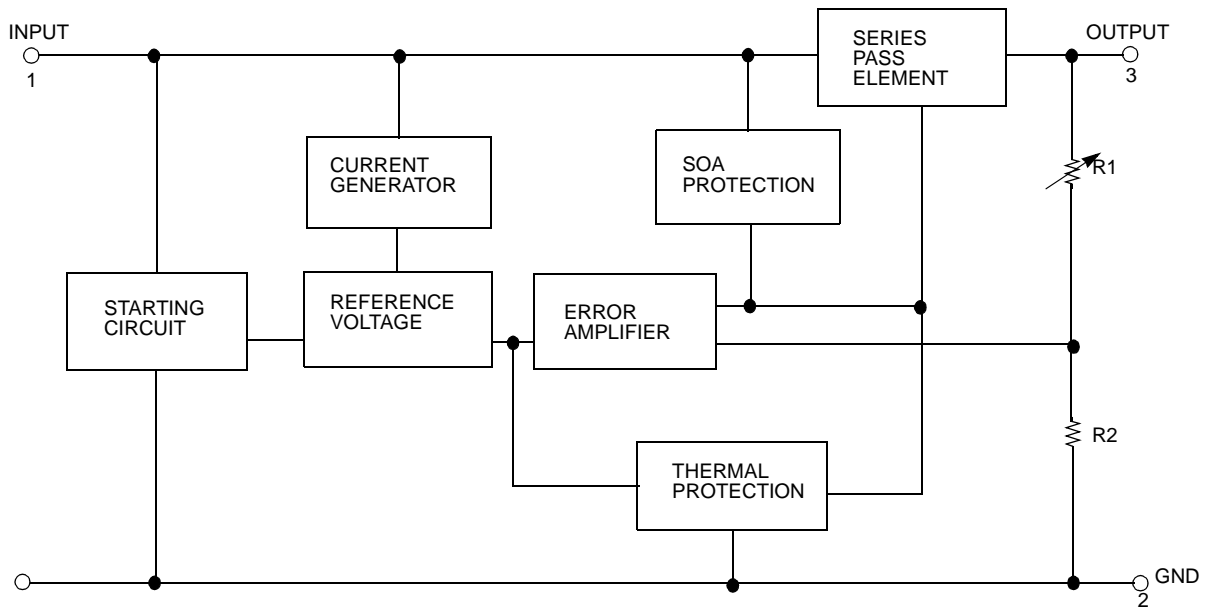 INPUT
1
SERIES
PASS
ELEMENT
OUTPUT
3
CURRENT
GENERATOR
SOA
PROTECTION
R1
STARTING
CIRCUIT
REFERENCE
VOLTAGE
ERROR
AMPLIFIER
R2
THERMAL
PROTECTION
GND
2